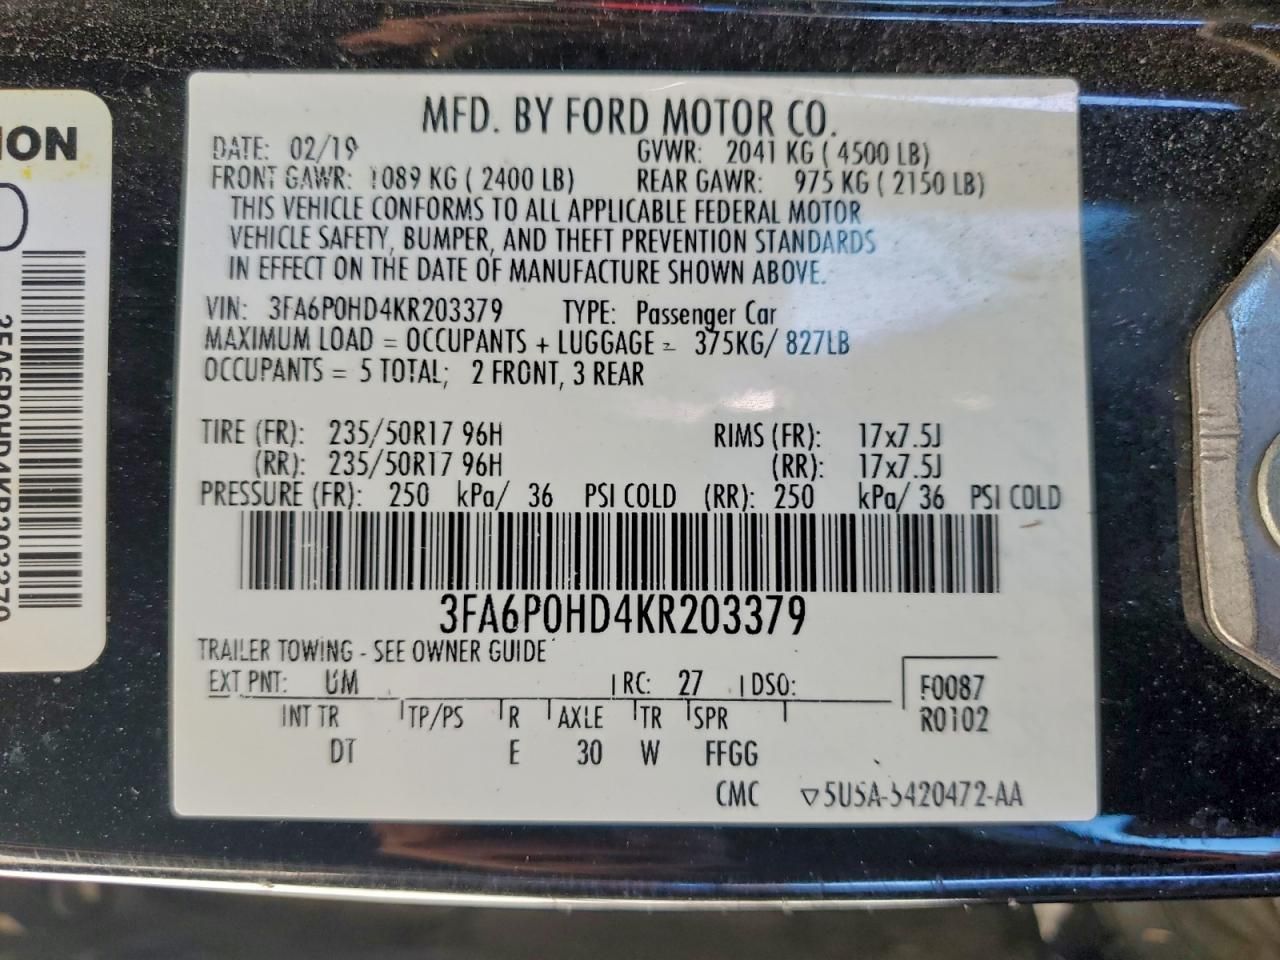 MFD. BY FORD MOTOR CO.
DATE: 02/19 GVWR: 2041 KG ( 4500 LB)
FRONT GAWR: 1089 KG ( 2400 LB) REAR GAWR: 975 KG ( 2150 LB)
THIS VEHICLE CONFORMS TO ALL APPLICABLE FEDERAL MOTOR
VEHICLE SAFETY, BUMPER, AND THEFT PREVENTION STANDARDS
IN EFFECT ON THE DATE OF MANUFACTURE SHOWN ABOVE.
VIN: 3FA6P0HD4KR203379 TYPE: Passenger Car
MAXIMUM LOAD = OCCUPANTS + LUGGAGE = 375KG/ 827LB
OCCUPANTS = 5 TOTAL; 2 FRONT, 3 REAR
TIRE (FR): 235/50R17 96H RIMS (FR): 17x7.5J
(RR): 235/50R17 96H (RR): 17x7.5J
PRESSURE (FR): 250 kPa/ 36 PSI COLD (RR): 250 kPa/ 36 PSI COLD
3FA6P0HD4KR203379
TRAILER TOWING - SEE OWNER GUIDE
EXT PNT: UM RC: 27 DSO:
F0087
R0102
INT TR TP/PS R AXLE TR SPR
DT E 30 W FFGG
CMC ▽5U5A-5420472-AA
ION
3FA6P0HD4KR203379